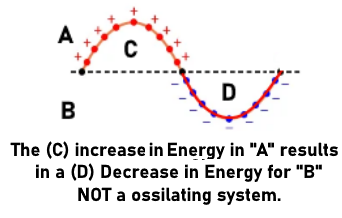 A
C
B
D
The (C) increase in Energy in "A" results
in a (D) Decrease in Energy for "B"
NOT a ossilating system.